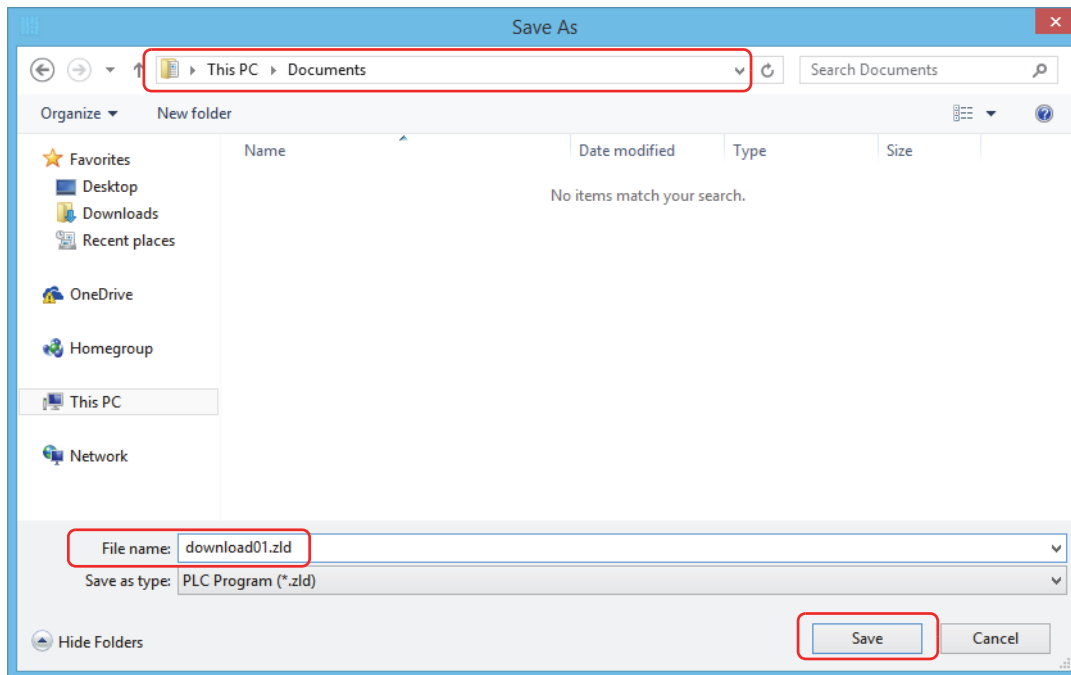 Save As
This PC Documents
Search Documents
Organize New folder
Name Date modified Type Size
No items match your search.
Favorites
Desktop
Downloads
Recent places
OneDrive
Homegroup
This PC
Network
File name: download01.zld
Save as type: PLC Program (*.zld)
Hide Folders Save Cancel